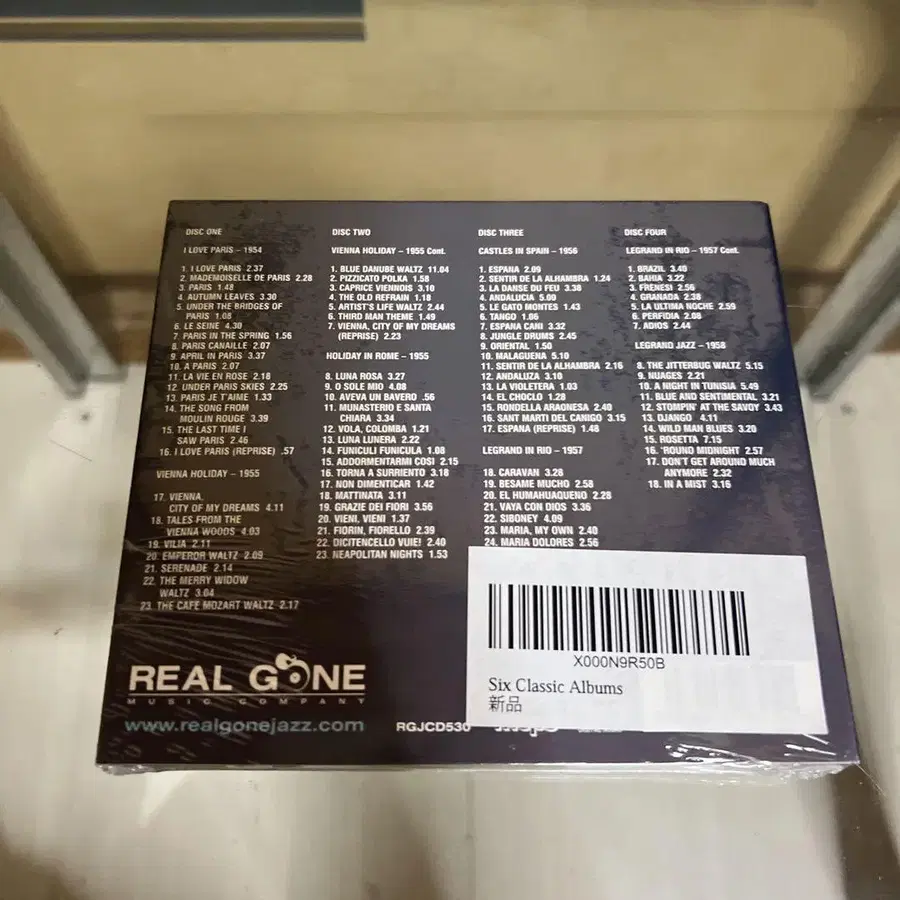 DISC ONE
I LOVE PARIS – 1954
1. I LOVE PARIS 2.37
2. MADEMOISELLE DE PARIS 2.28
3. PARIS 1.48
4. AUTUMN LEAVES 3.30
5. UNDER THE BRIDGES OF
PARIS 1.08
6. LE SEINE 4.30
7. PARIS IN THE SPRING 1.56
8. PARIS CANAILLE 2.07
9. APRIL IN PARIS 3.37
10. A PARIS 2.07
11. LA VIE EN ROSE 2.18
12. UNDER PARIS SKIES 2.25
13. PARIS JE T'AIME 1.33
14. THE SONG FROM
MOULIN ROUGE 3.39
15. THE LAST TIME I
SAW PARIS 2.46
16. I LOVE PARIS (REPRISE) .57
VIENNA HOLIDAY – 1955
17. VIENNA,
CITY OF MY DREAMS 4.11
18. TALES FROM THE
VIENNA WOODS 4.03
19. VILIA 2.11
20. EMPEROR WALTZ 2.09
21. SERENADE 2.14
22. THE MERRY WIDOW
WALTZ 3.04
23. THE CAFE MOZART WALTZ 2.17
DISC TWO
VIENNA HOLIDAY – 1955 Cont.
1. BLUE DANUBE WALTZ 11.04
2. PIZZICATO POLKA 1.58
3. CAPRICE VIENNOIS 3.10
4. THE OLD REFRAIN 1.18
5. ARTIST'S LIFE WALTZ 2.44
6. THIRD MAN THEME 1.49
7. VIENNA, CITY OF MY DREAMS
(REPRISE) 2.23
HOLIDAY IN ROME – 1955
8. LUNA ROSA 3.27
9. O SOLE MIO 4.08
10. AVEVA UN BAVERO .56
11. MUNASTERIO E SANTA
CHIARA 3.34
12. VOLA, COLOMBA 1.21
13. LUNA LUNERA 2.22
14. FUNICULI FUNICULA 1.08
15. ADDORMENTARMI COSI 2.15
16. TORNA A SURRIENTO 3.18
17. NON DIMENTICAR 1.42
18. MATTINATA 3.11
19. GRAZIE DEI FIORI 3.56
20. VIENI, VIENI 1.37
21. FIORIN, FIORELLO 2.39
22. DICITENCELLO VUIE! 2.40
23. NEAPOLITAN NIGHTS 1.53
DISC THREE
CASTLES IN SPAIN – 1956
1. ESPANA 2.09
2. SENTIR DE LA ALHAMBRA 1.24
3. LA DANSE DU FEU 3.38
4. ANDALUCIA 5.00
5. LE GATO MONTES 1.43
6. TANGO 1.06
7. ESPANA CANI 3.32
8. JUNGLE DRUMS 2.45
9. ORIENTAL 1.50
10. MALAGUENA 5.10
11. SENTIR DE LA ALHAMBRA 2.16
12. ANDALUZA 3.10
13. LA VIOLETERA 1.03
14. EL CHOCLO 1.28
15. RONDELLA ARAONESA 2.40
16. SANT MARTI DEL CANIGO 3.15
17. ESPANA (REPRISE) 1.48
LEGRAND IN RIO – 1957
18. CARAVAN 3.28
19. BESAME MUCHO 2.58
20. EL HUMAHUAQUENO 2.28
21. VAYA CON DIOS 3.36
22. SIBONEY 4.09
23. MARIA, MY OWN 2.40
24. MARIA DOLORES 2.56
DISC FOUR
LEGRAND IN RIO – 1957 Cont.
1. BRAZIL 3.40
2. BAHIA 3.22
3. FRENESI 2.56
4. GRANADA 2.38
5. LA ULTIMA NOCHE 2.59
6. PERFIDIA 2.08
7. ADIOS 2.44
LEGRAND JAZZ – 1958
8. THE JITTERBUG WALTZ 5.15
9. NUAGES 2.21
10. A NIGHT IN TUNISIA 5.49
11. BLUE AND SENTIMENTAL 3.21
12. STOMPIN' AT THE SAVOY 3.43
13. DJANGO 4.11
14. WILD MAN BLUES 3.20
15. ROSETTA 7.15
16. 'ROUND MIDNIGHT 2.57
17. DON'T GET AROUND MUCH
ANYMORE 2.32
18. IN A MIST 3.16
REAL GONE
MUSIC COMPANY
www.realgonejazz.com
RGJCD530
X000N9R50B
Six Classic Albums
新品